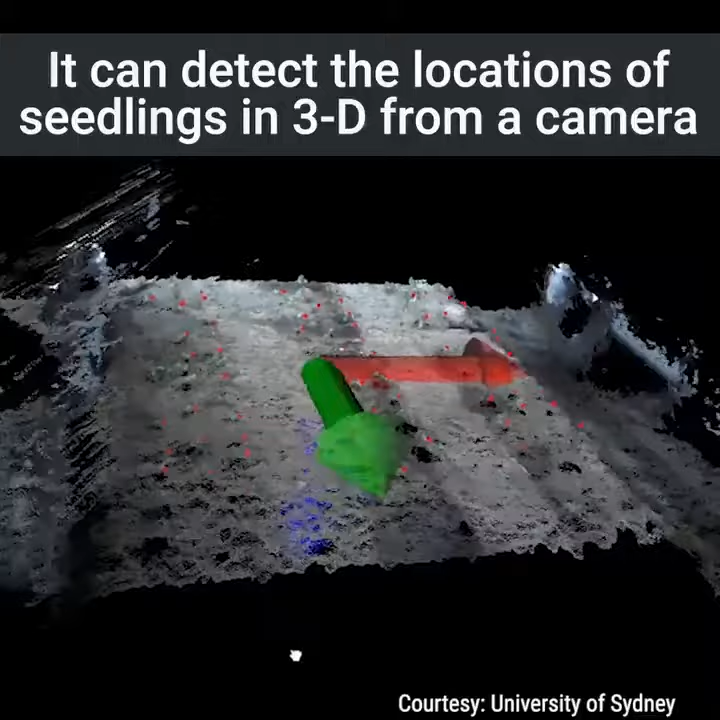 It can detect the locations of
seedlings in 3-D from a camera
Courtesy: University of Sydney